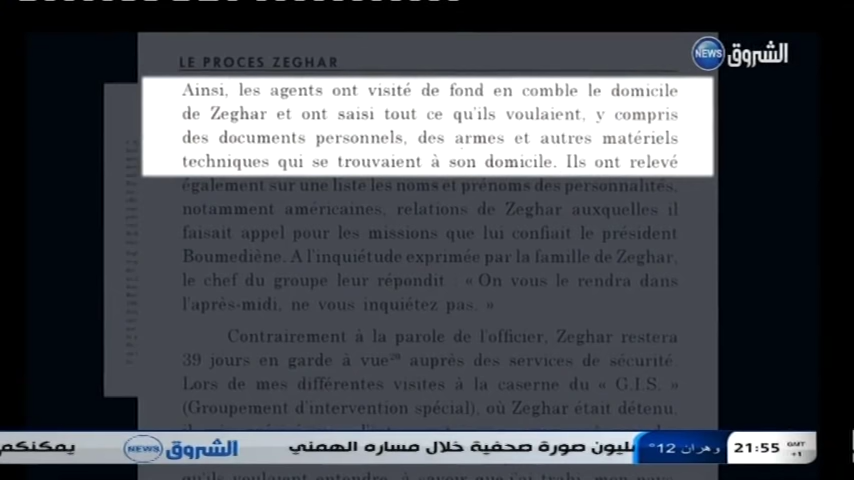 LE PROCES ZEGHAR
NEWS الشروق
Ainsi, les agents ont visité de fond en comble le domicile
de Zeghar et ont saisi tout ce qu'ils voulaient, y compris
des documents personnels, des armes et autres matériels
techniques qui se trouvaient à son domicile. Ils ont relevé
également sur une liste les noms et prénoms des personnalités,
notamment américaines, relations de Zeghar auxquelles il
faisait appel pour les missions que lui confiait le président
Boumediène. A l'inquiétude exprimée par la famille de Zeghar,
le chef du groupe leur répondit : « On vous le rendra dans
l'après-midi, ne vous inquiétez pas. »
Contrairement à la parole de l'officier, Zeghar restera
39 jours en garde à vue²⁸ auprès des services de sécurité.
Lors de mes différentes visites à la caserne du « G.I.S. »
(Groupement d'intervention spécial), où Zeghar était détenu,
يمكنكم
NEWS الشروق
مليون صورة صحفية خلال مساره المهني
وهران 12°
21:55 GMT +1